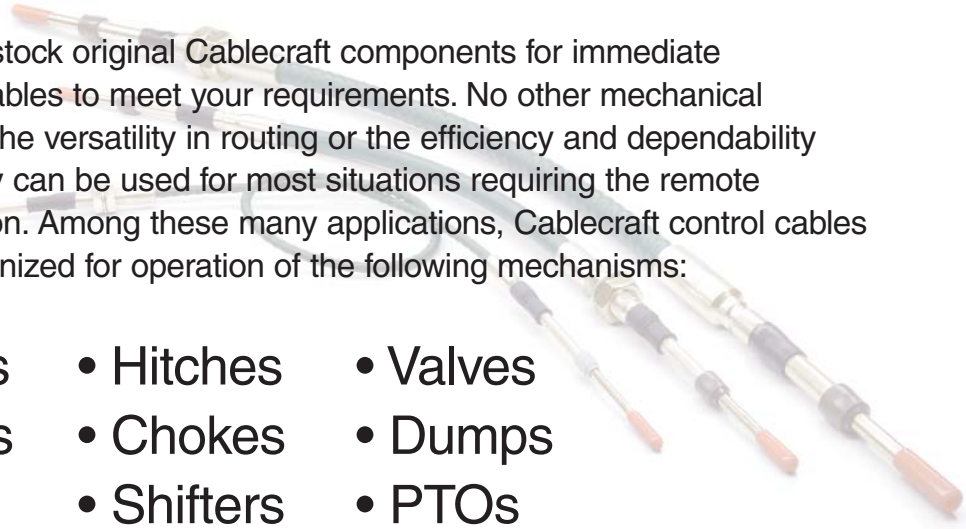 stock original Cablecraft components for immediate
ables to meet your requirements. No other mechanical
he versatility in routing or the efficiency and dependability
y can be used for most situations requiring the remote
on. Among these many applications, Cablecraft control cables
nized for operation of the following mechanisms:
s • Hitches • Valves
s • Chokes • Dumps
• Shifters • PTOs